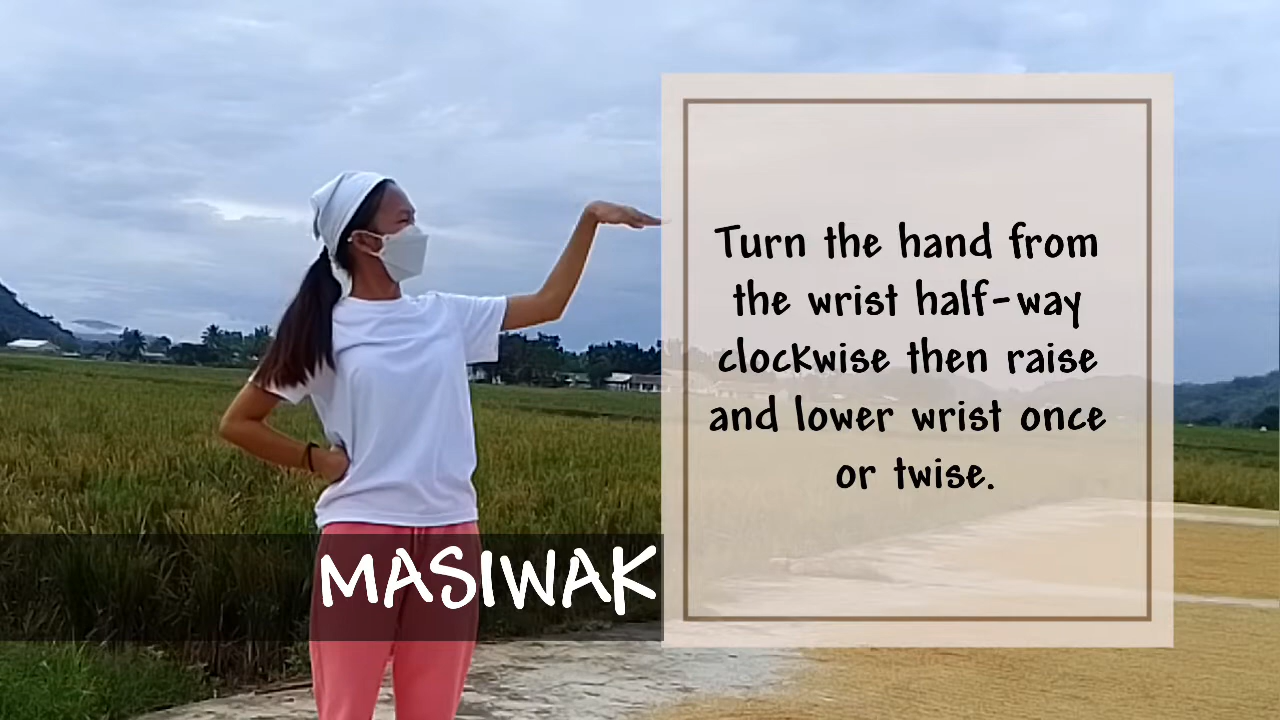 Turn the hand from
the wrist half-way
clockwise then raise
and lower wrist once
or twise.
MASIWAK